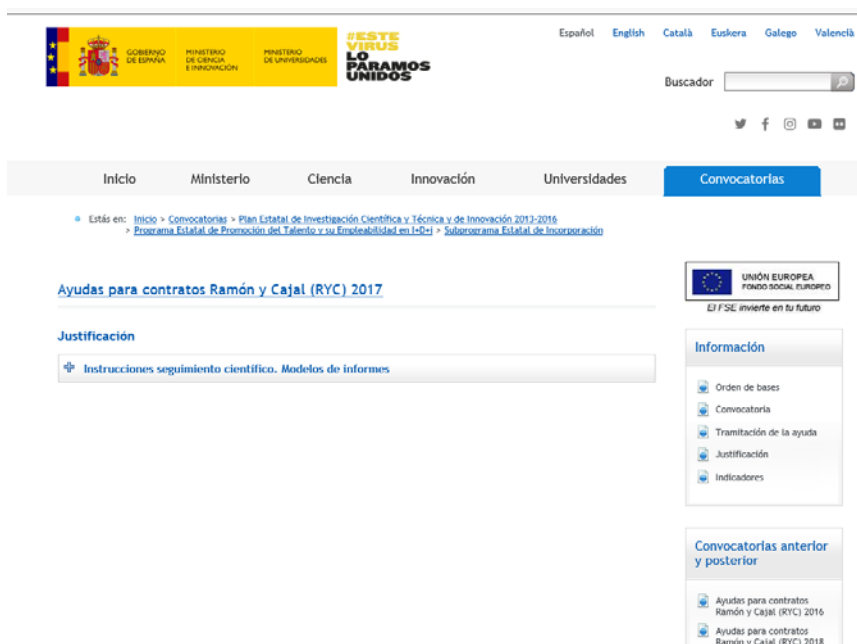 GOBIERNO
DE ESPAÑA
MINISTERIO
DE CIENCIA
E INNOVACIÓN
MINISTERIO
DE UNIVERSIDADES
#ESTE
VIRUS
LO
PARAMOS
UNIDOS
Español English Català Euskera Galego Valencià
Buscador
Inicio Ministerio Ciencia Innovación Universidades Convocatorias
Estás en: Inicio > Convocatorias > Plan Estatal de Investigación Científica y Técnica y de Innovación 2013-2016
> Programa Estatal de Promoción del Talento y su Empleabilidad en I+D+i > Subprograma Estatal de Incorporación
Ayudas para contratos Ramón y Cajal (RYC) 2017
Justificación
Instrucciones seguimiento científico. Modelos de informes
UNIÓN EUROPEA
FONDO SOCIAL EUROPEO
El FSE invierte en tu futuro
Información
Orden de bases
Convocatoria
Tramitación de la ayuda
Justificación
Indicadores
Convocatorias anterior
y posterior
Ayudas para contratos
Ramón y Cajal (RYC) 2016
Ayudas para contratos
Ramón y Cajal (RYC) 2018